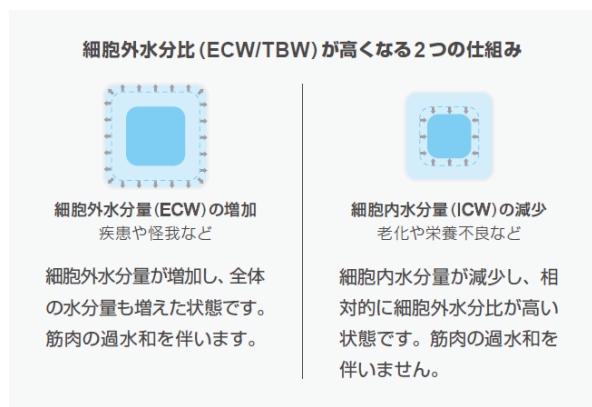 細胞外水分比(ECW/TBW)が高くなる2つの仕組み
細胞外水分量(ECW)の増加
疾患や怪我など
細胞外水分量が増加し、全体
の水分量も増えた状態です。
筋肉の過水和を伴います。
細胞内水分量(ICW)の減少
老化や栄養不良など
細胞内水分量が減少し、相
対的に細胞外水分比が高い
状態です。筋肉の過水和を
伴いません。